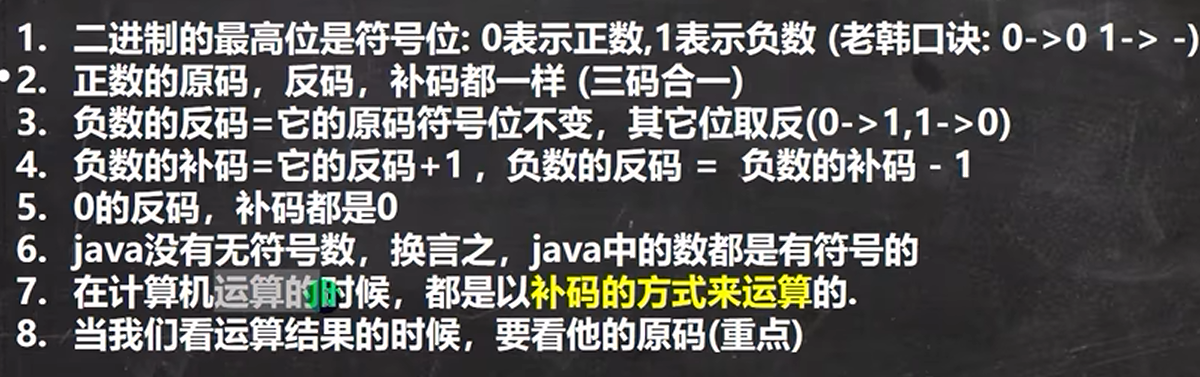 1. 二进制的最高位是符号位: 0表示正数,1表示负数 (老韩口诀: 0->0 1-> -)
2. 正数的原码，反码，补码都一样 (三码合一)
3. 负数的反码=它的原码符号位不变，其它位取反(0->1,1->0)
4. 负数的补码=它的反码+1，负数的反码 = 负数的补码 - 1
5. 0的反码，补码都是0
6. java没有无符号数，换言之，java中的数都是有符号的
7. 在计算机运算的时候，都是以补码的方式来运算的.
8. 当我们看运算结果的时候，要看他的原码(重点)